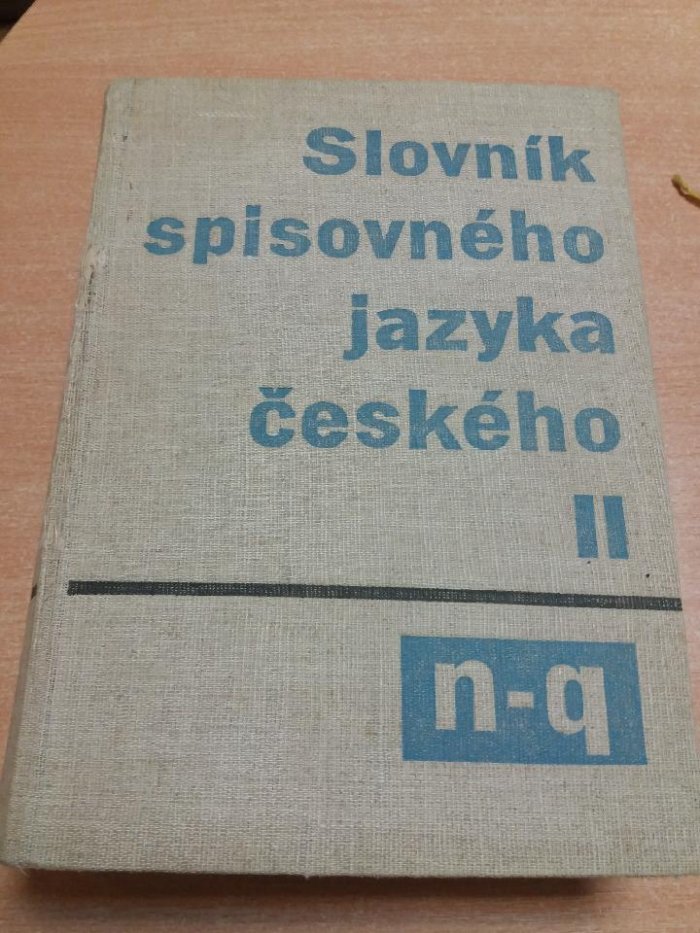 Slovník
spisovného
jazyka
českého
II
n-q